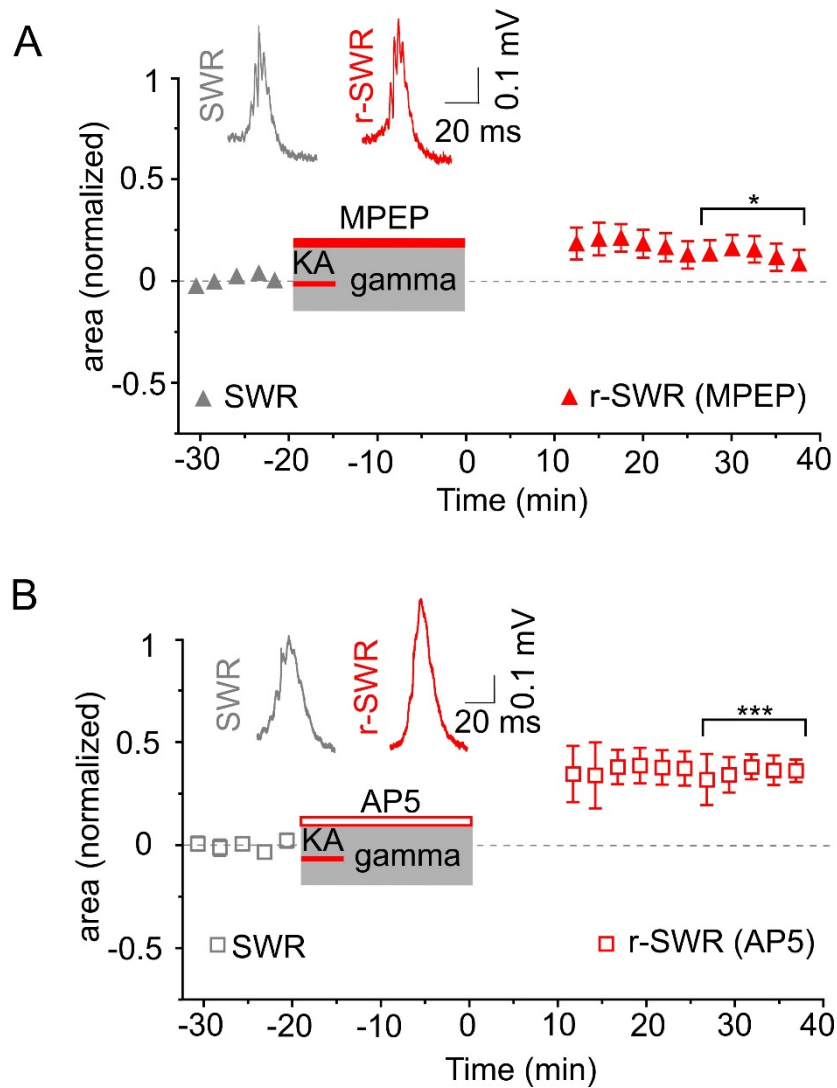 A
SWR
r-SWR
0.1 mV
20 ms
area (normalized)
1
0.5
0
-0.5
MPEP
KA
gamma
*
SWR
r-SWR (MPEP)
-30 -20 -10 0 10 20 30 40
Time (min)
B
SWR
r-SWR
0.1 mV
20 ms
area (normalized)
1
0.5
0
-0.5
AP5
KA
gamma
***
SWR
r-SWR (AP5)
-30 -20 -10 0 10 20 30 40
Time (min)